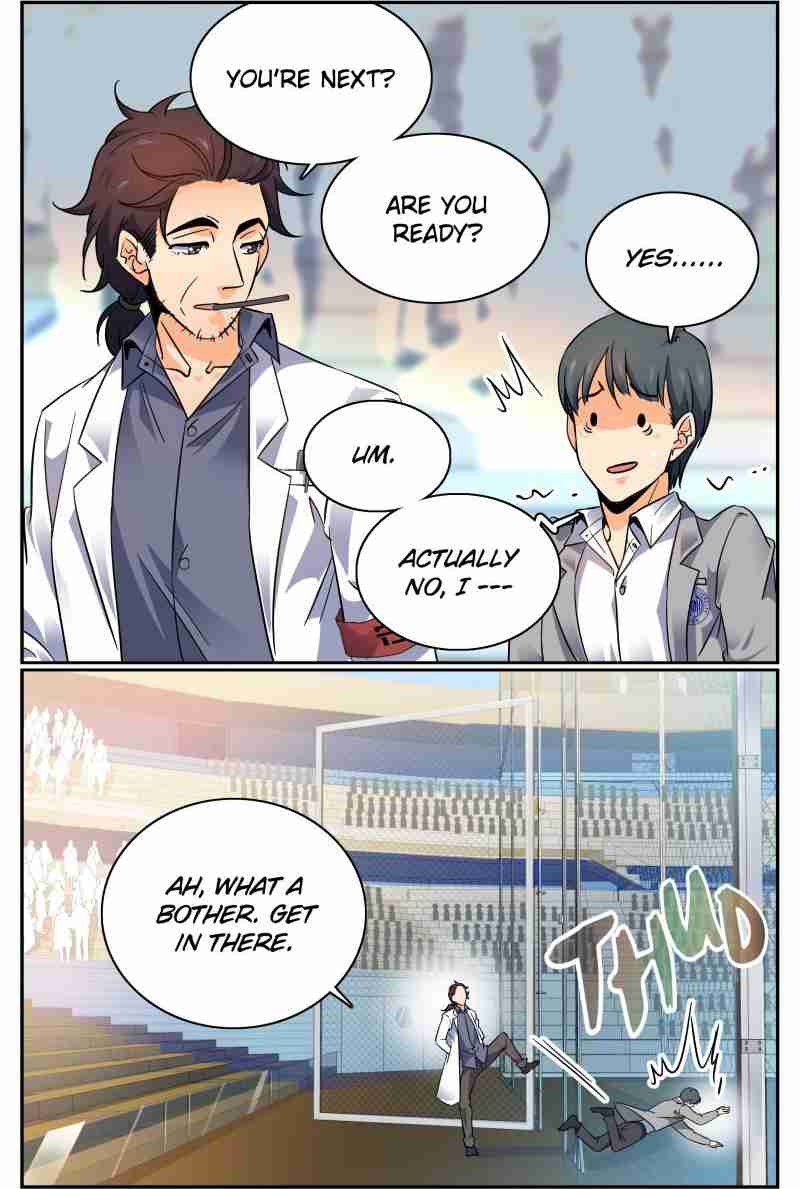 YOU'RE NEXT?
ARE YOU
READY?
YES......
UM.
ACTUALLY
NO, I ---
AH, WHAT A
BOTHER. GET
IN THERE.
THUD